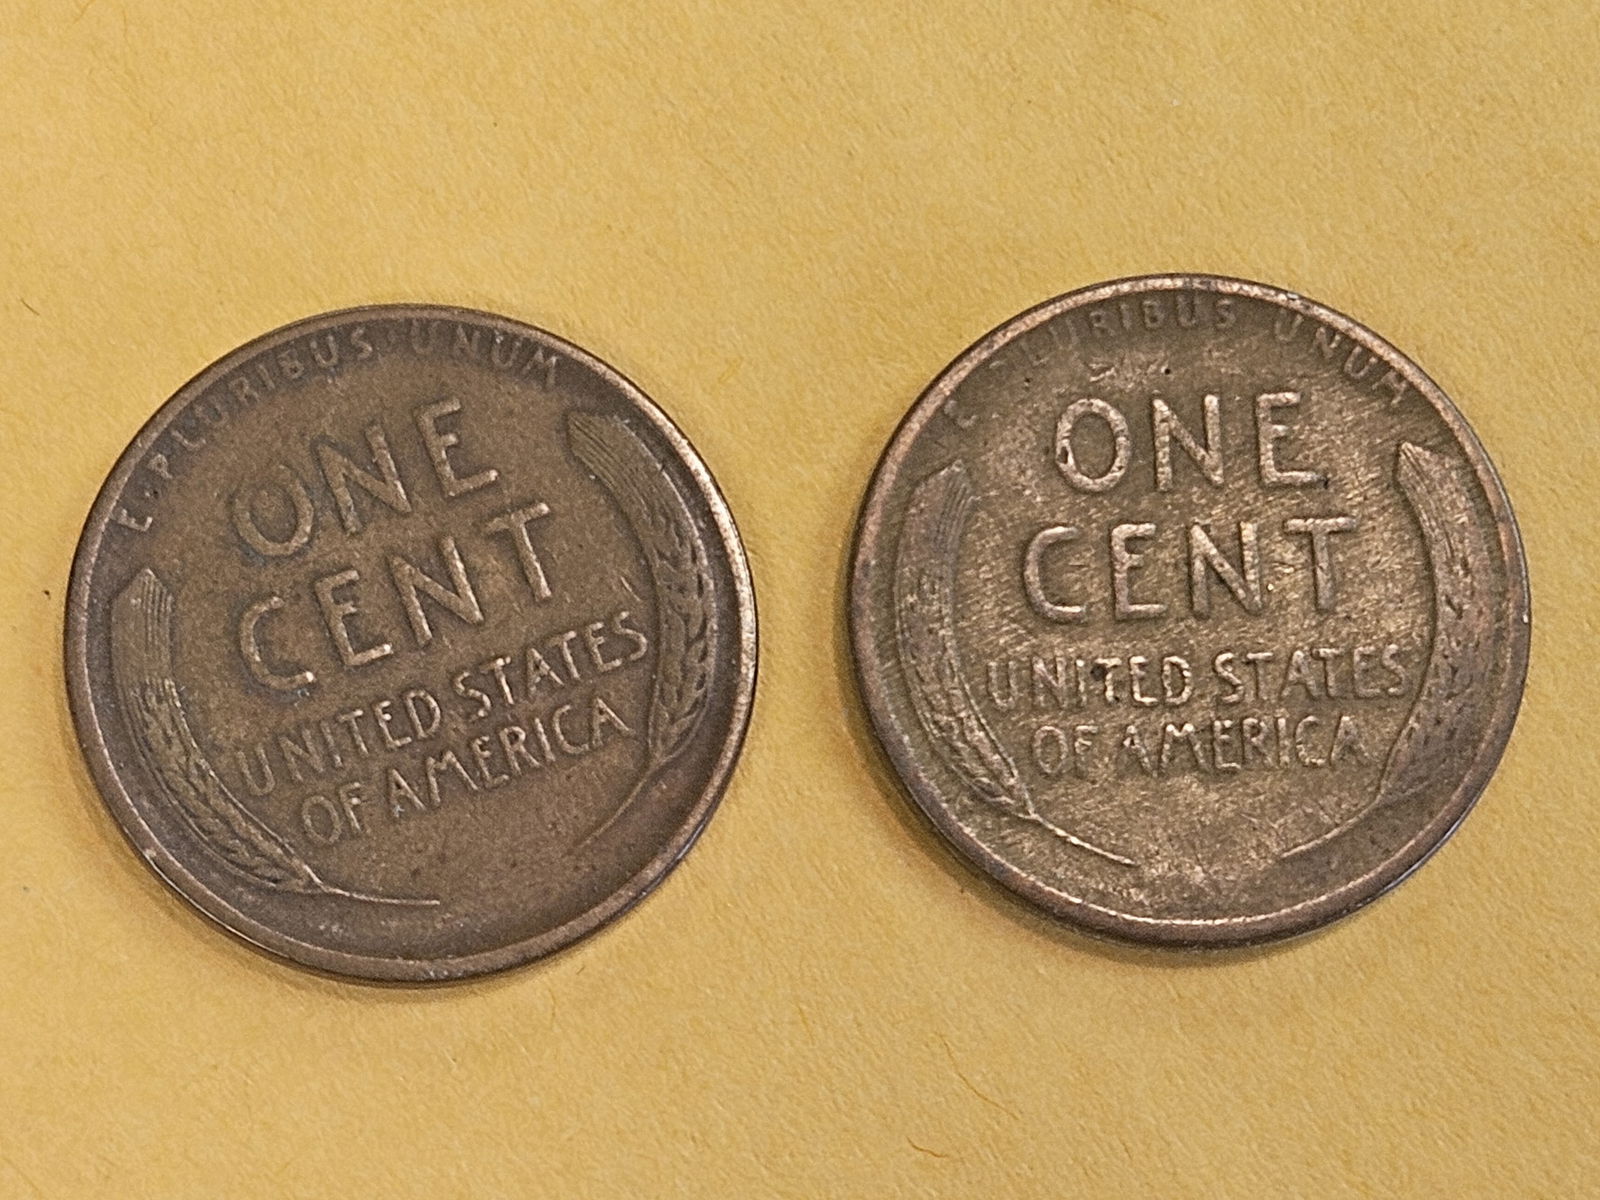 E·PLURIBUS·UNUM
ONE
CENT
UNITED STATES
OF AMERICA
E PLURIBUS UNUM
ONE
CENT
UNITED STATES
OF AMERICA